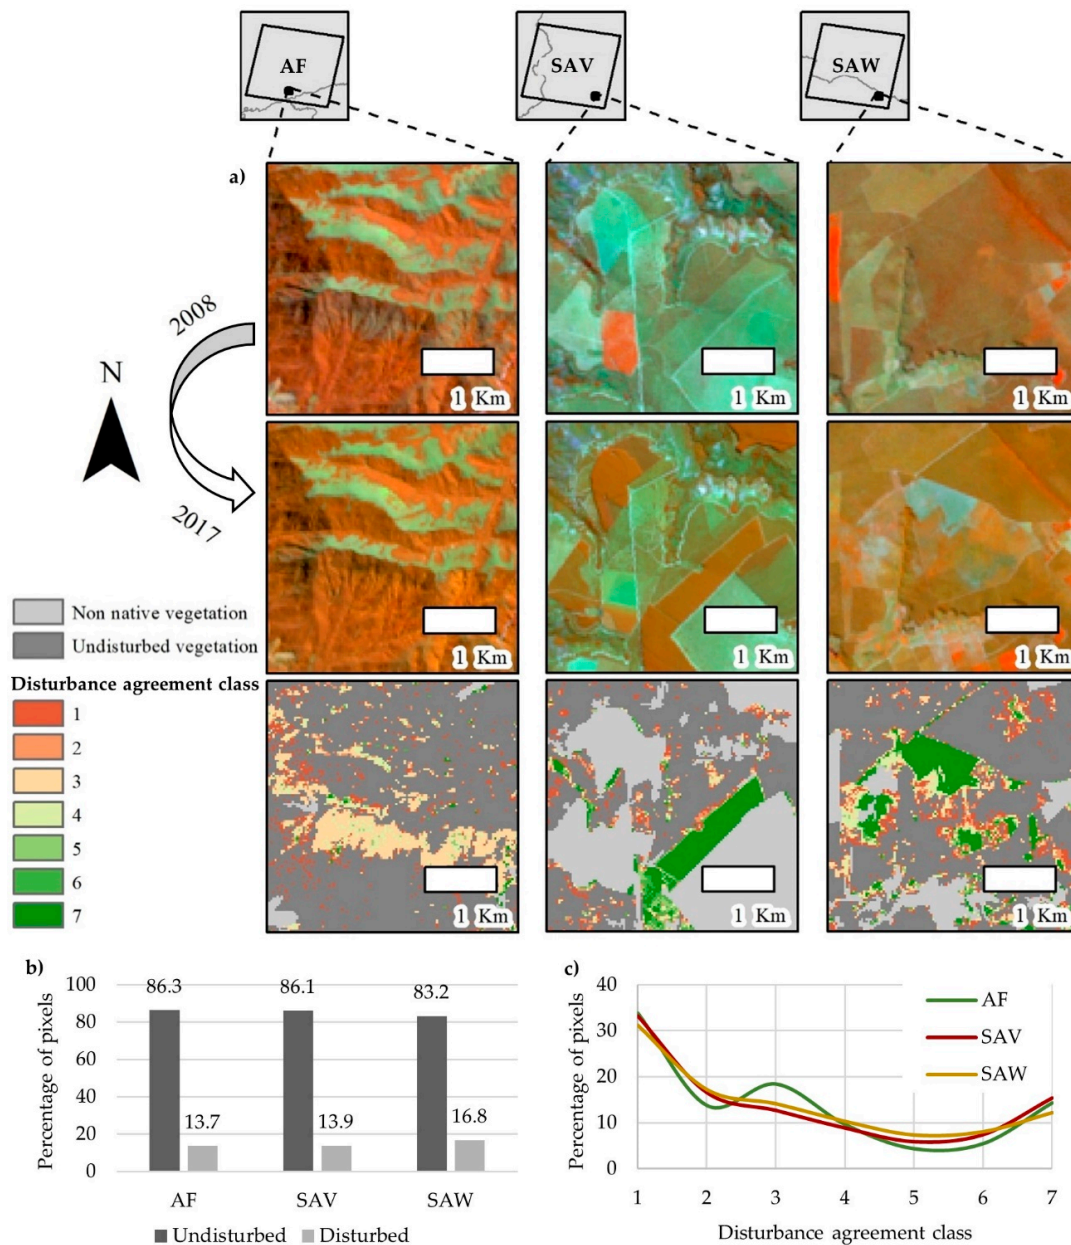 AF
SAV
SAW
a)
2008
N
2017
1 Km
1 Km
1 Km
1 Km
1 Km
1 Km
Non native vegetation
Undisturbed vegetation
Disturbance agreement class
1
2
3
4
5
6
7
1 Km
1 Km
1 Km
b)
Percentage of pixels
100
80
60
40
20
0
86.3
13.7
86.1
13.9
83.2
16.8
AF
SAV
SAW
Undisturbed
Disturbed
c)
Percentage of pixels
40
30
20
10
0
AF
SAV
SAW
1
2
3
4
5
6
7
Disturbance agreement class